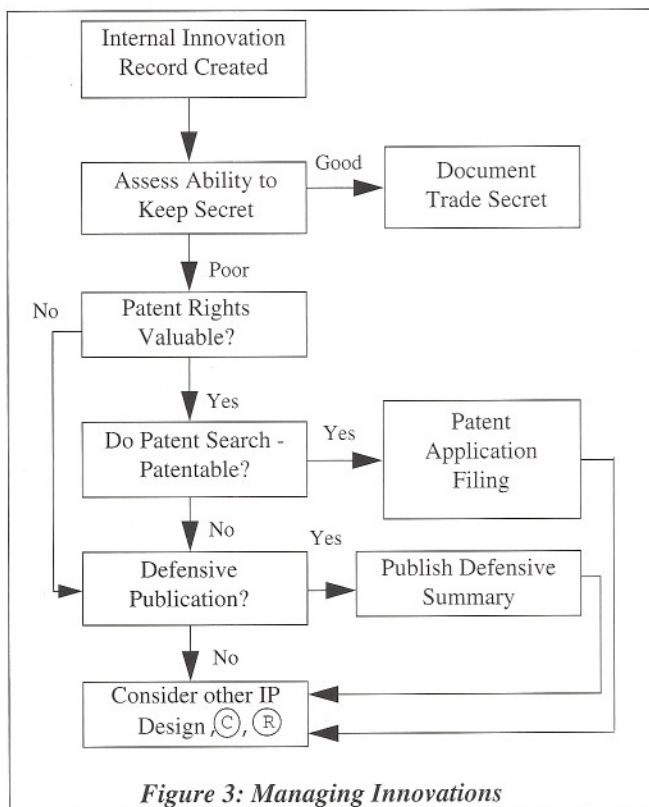 Internal Innovation
Record Created
Assess Ability to
Keep Secret
Good
Document
Trade Secret
Poor
No
Patent Rights
Valuable?
Yes
Do Patent Search -
Patentable?
Yes
Patent
Application
Filing
No
Defensive
Publication?
Yes
Publish Defensive
Summary
No
Consider other IP
Design, Ⓒ, Ⓡ
Figure 3: Managing Innovations